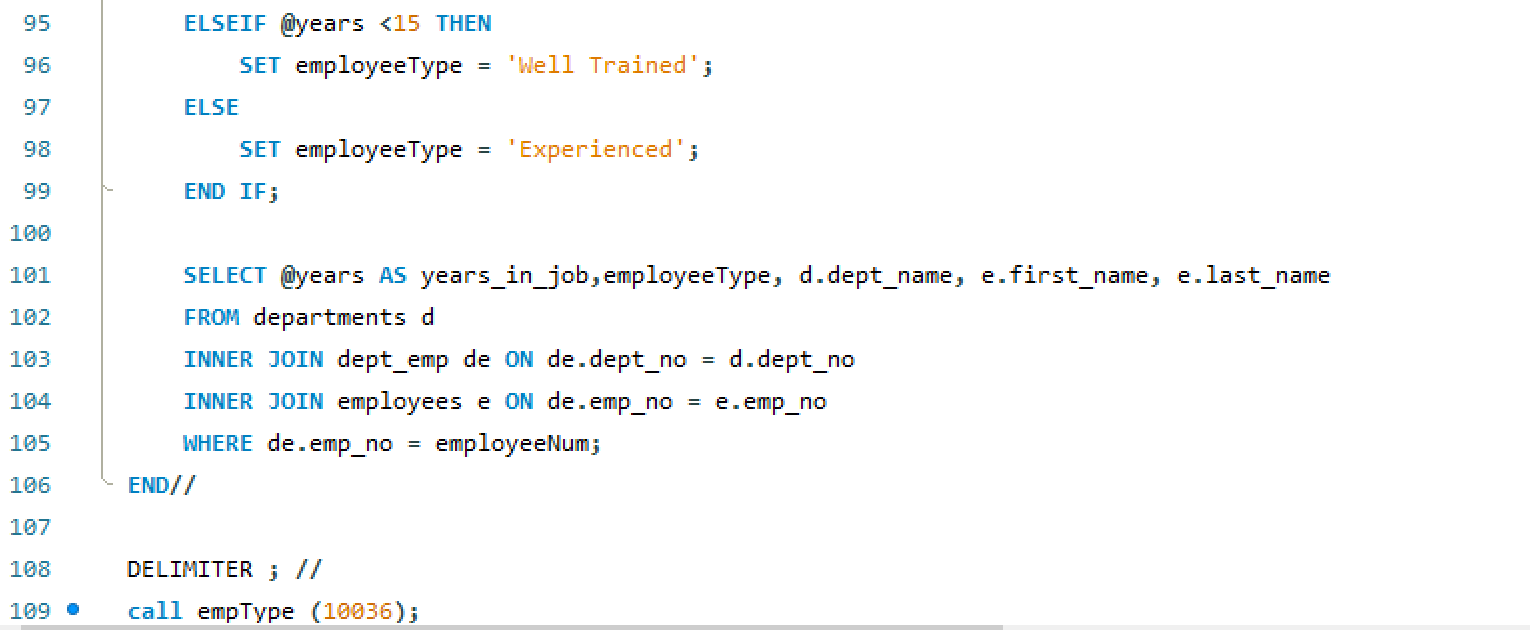 95 ELSEIF @years <15 THEN
96 SET employeeType = 'Well Trained';
97 ELSE
98 SET employeeType = 'Experienced';
99 END IF;
100
101 SELECT @years AS years_in_job,employeeType, d.dept_name, e.first_name, e.last_name
102 FROM departments d
103 INNER JOIN dept_emp de ON de.dept_no = d.dept_no
104 INNER JOIN employees e ON de.emp_no = e.emp_no
105 WHERE de.emp_no = employeeNum;
106 END//
107
108 DELIMITER ; //
109 call empType (10036);